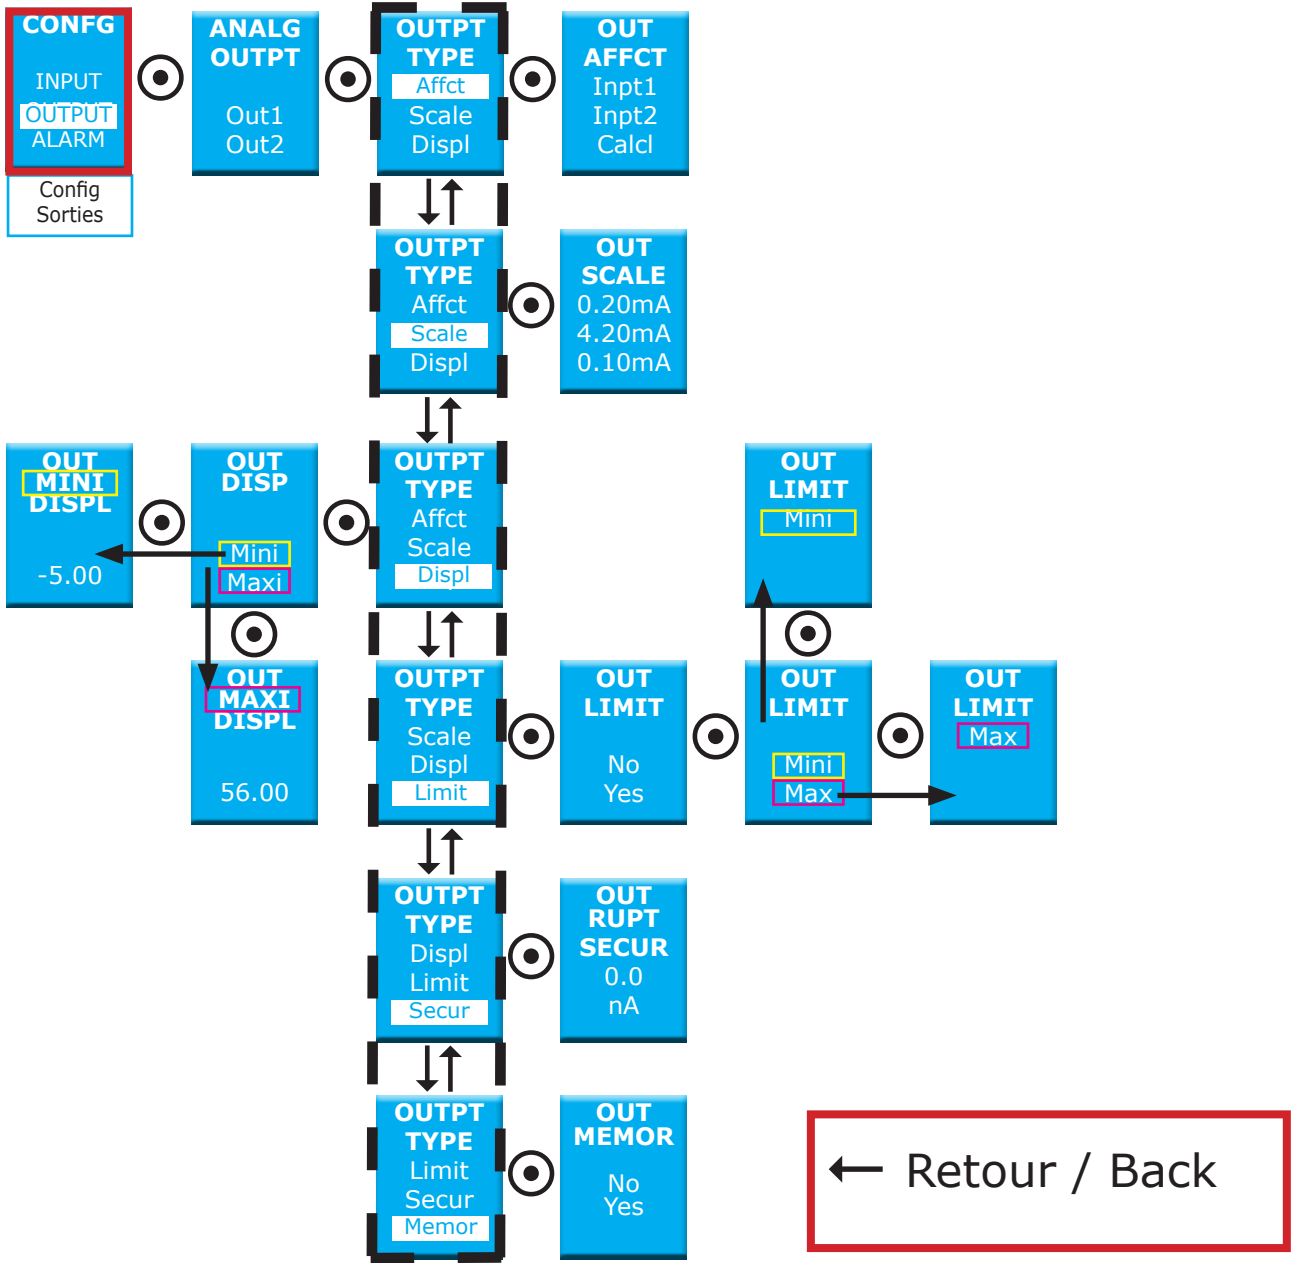 CONFG
INPUT
OUTPUT
ALARM
Config
Sorties
ANALG
OUTPT
Out1
Out2
OUTPT
TYPE
Affct
Scale
Displ
OUT
AFFCT
Inpt1
Inpt2
Calcl
OUTPT
TYPE
Affct
Scale
Displ
OUT
SCALE
0.20mA
4.20mA
0.10mA
OUT
MINI
DISPL
-5.00
OUT
DISP
Mini
Maxi
OUTPT
TYPE
Affct
Scale
Displ
OUT
LIMIT
Mini
OUT
MAXI
DISPL
56.00
OUTPT
TYPE
Scale
Displ
Limit
OUT
LIMIT
No
Yes
OUT
LIMIT
Mini
Max
OUT
LIMIT
Max
OUTPT
TYPE
Displ
Limit
Secur
OUT
RUPT
SECUR
0.0
nA
OUTPT
TYPE
Limit
Secur
Memor
OUT
MEMOR
No
Yes
Retour / Back